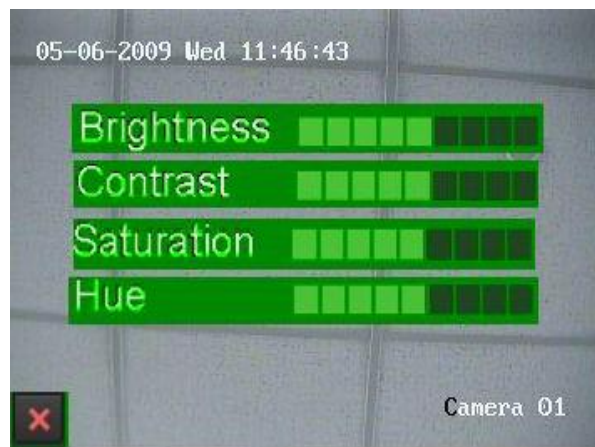 05-06-2009 Wed 11:46:43
Brightness
Contrast
Saturation
Hue
Camera 01